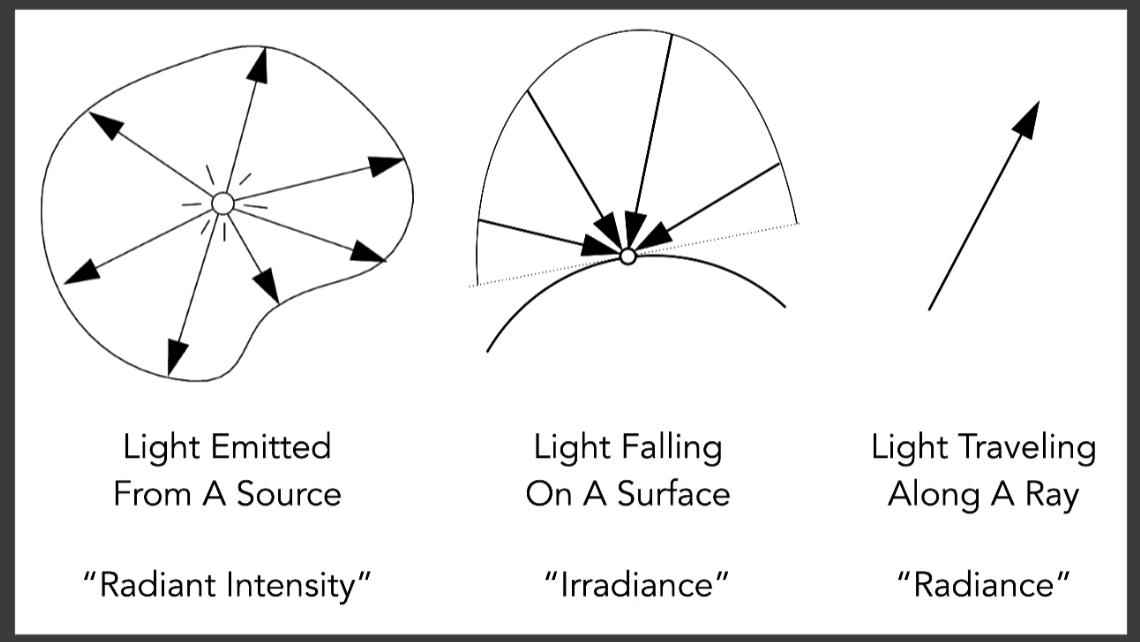 Light Emitted
From A Source
“Radiant Intensity”
Light Falling
On A Surface
“Irradiance”
Light Traveling
Along A Ray
“Radiance”